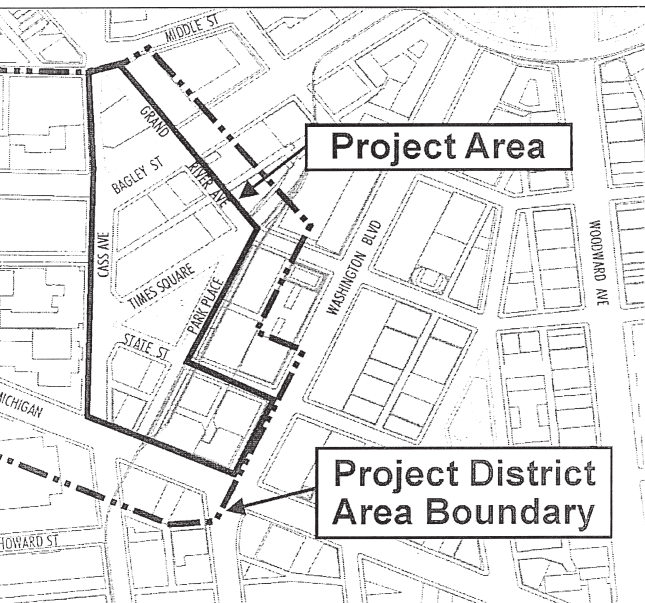 MIDDLE ST
GRAND
RIVER AVE
Project Area
BAGLEY ST
WOODWARD AVE
CASS AVE
WASHINGTON BLVD
TIMES SQUARE
PARK PLACE
STATE ST
MICHIGAN
Project District
Area Boundary
HOWARD ST